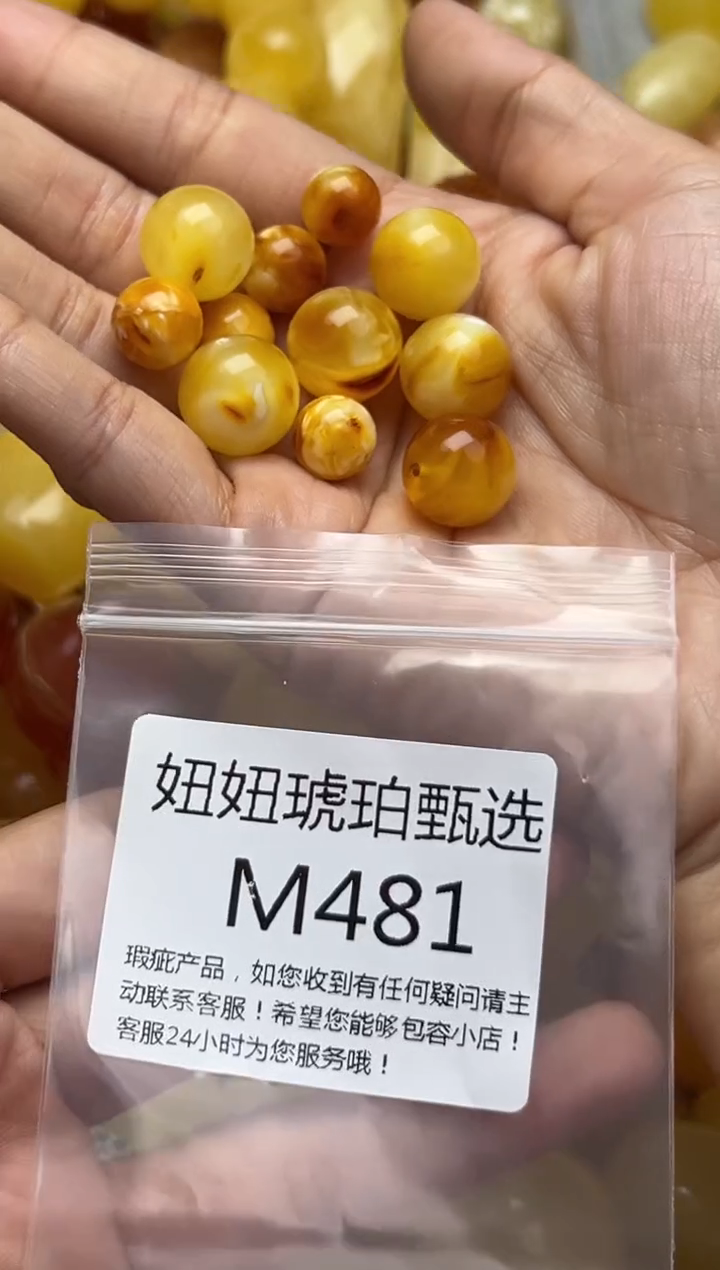 妞妞琥珀甄选
M481
瑕疵产品，如您收到有任何疑问请主
动联系客服！希望您能够包容小店！
客服24小时为您服务哦！